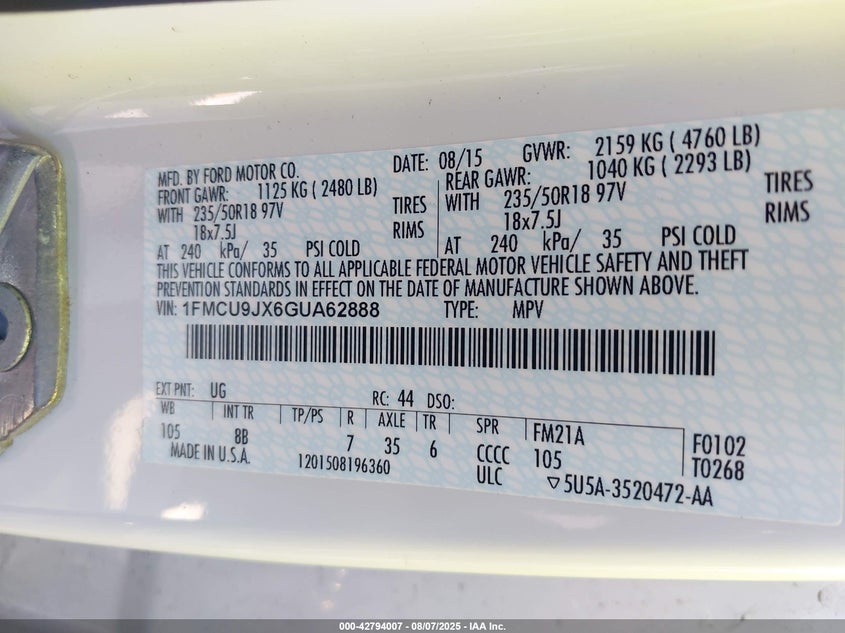 MFD. BY FORD MOTOR CO. DATE: 08/15 GVWR: 2159 KG ( 4760 LB)
FRONT GAWR: 1125 KG ( 2480 LB) REAR GAWR: 1040 KG ( 2293 LB)
WITH 235/50R18 97V TIRES WITH 235/50R18 97V TIRES
18x7.5J RIMS 18x7.5J RIMS
AT 240 kPa/ 35 PSI COLD AT 240 kPa/ 35 PSI COLD
THIS VEHICLE CONFORMS TO ALL APPLICABLE FEDERAL MOTOR VEHICLE SAFETY AND THEFT
PREVENTION STANDARDS IN EFFECT ON THE DATE OF MANUFACTURE SHOWN ABOVE.
VIN: 1FMCU9JX6GUA62888 TYPE: MPV
EXT PNT: UG RC: 44 DSO:
WB INT TR TP/PS R AXLE TR SPR FM21A F0102
105 8B 7 35 6 CCCC 105 T0268
MADE IN U.S.A. 1201508196360 ULC ▽5U5A-3520472-AA
000-42794007 - 08/07/2025 - IAA Inc.